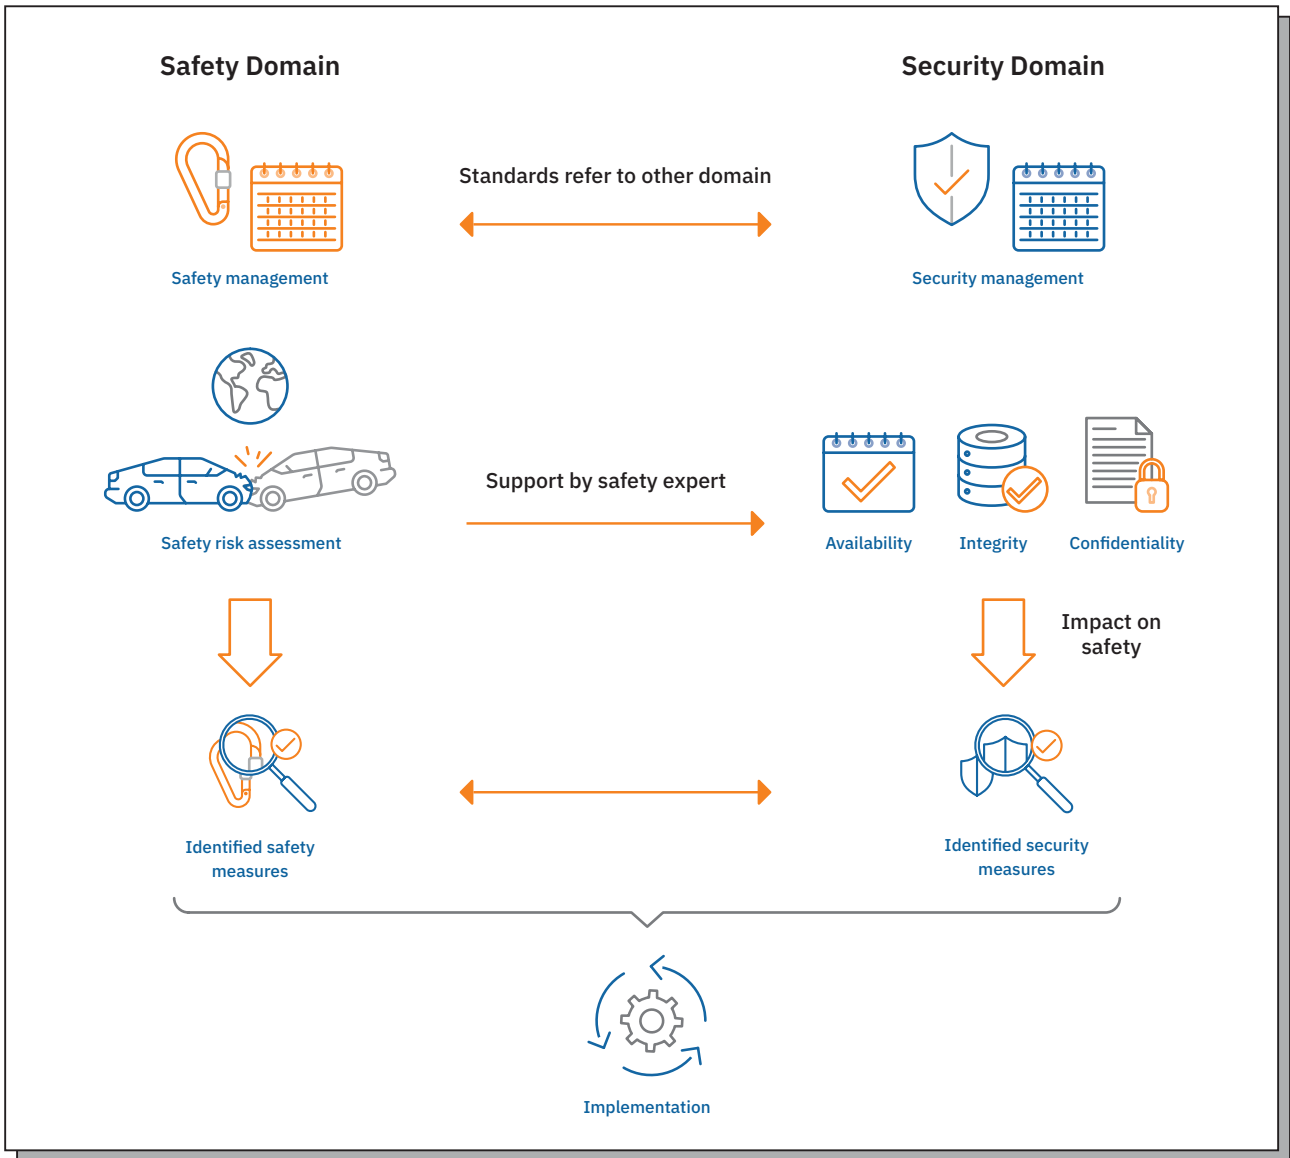 Safety Domain
Security Domain
Standards refer to other domain
Safety management
Security management
Support by safety expert
Safety risk assessment
Availability
Integrity
Confidentiality
Impact on
safety
Identified safety
measures
Identified security
measures
Implementation